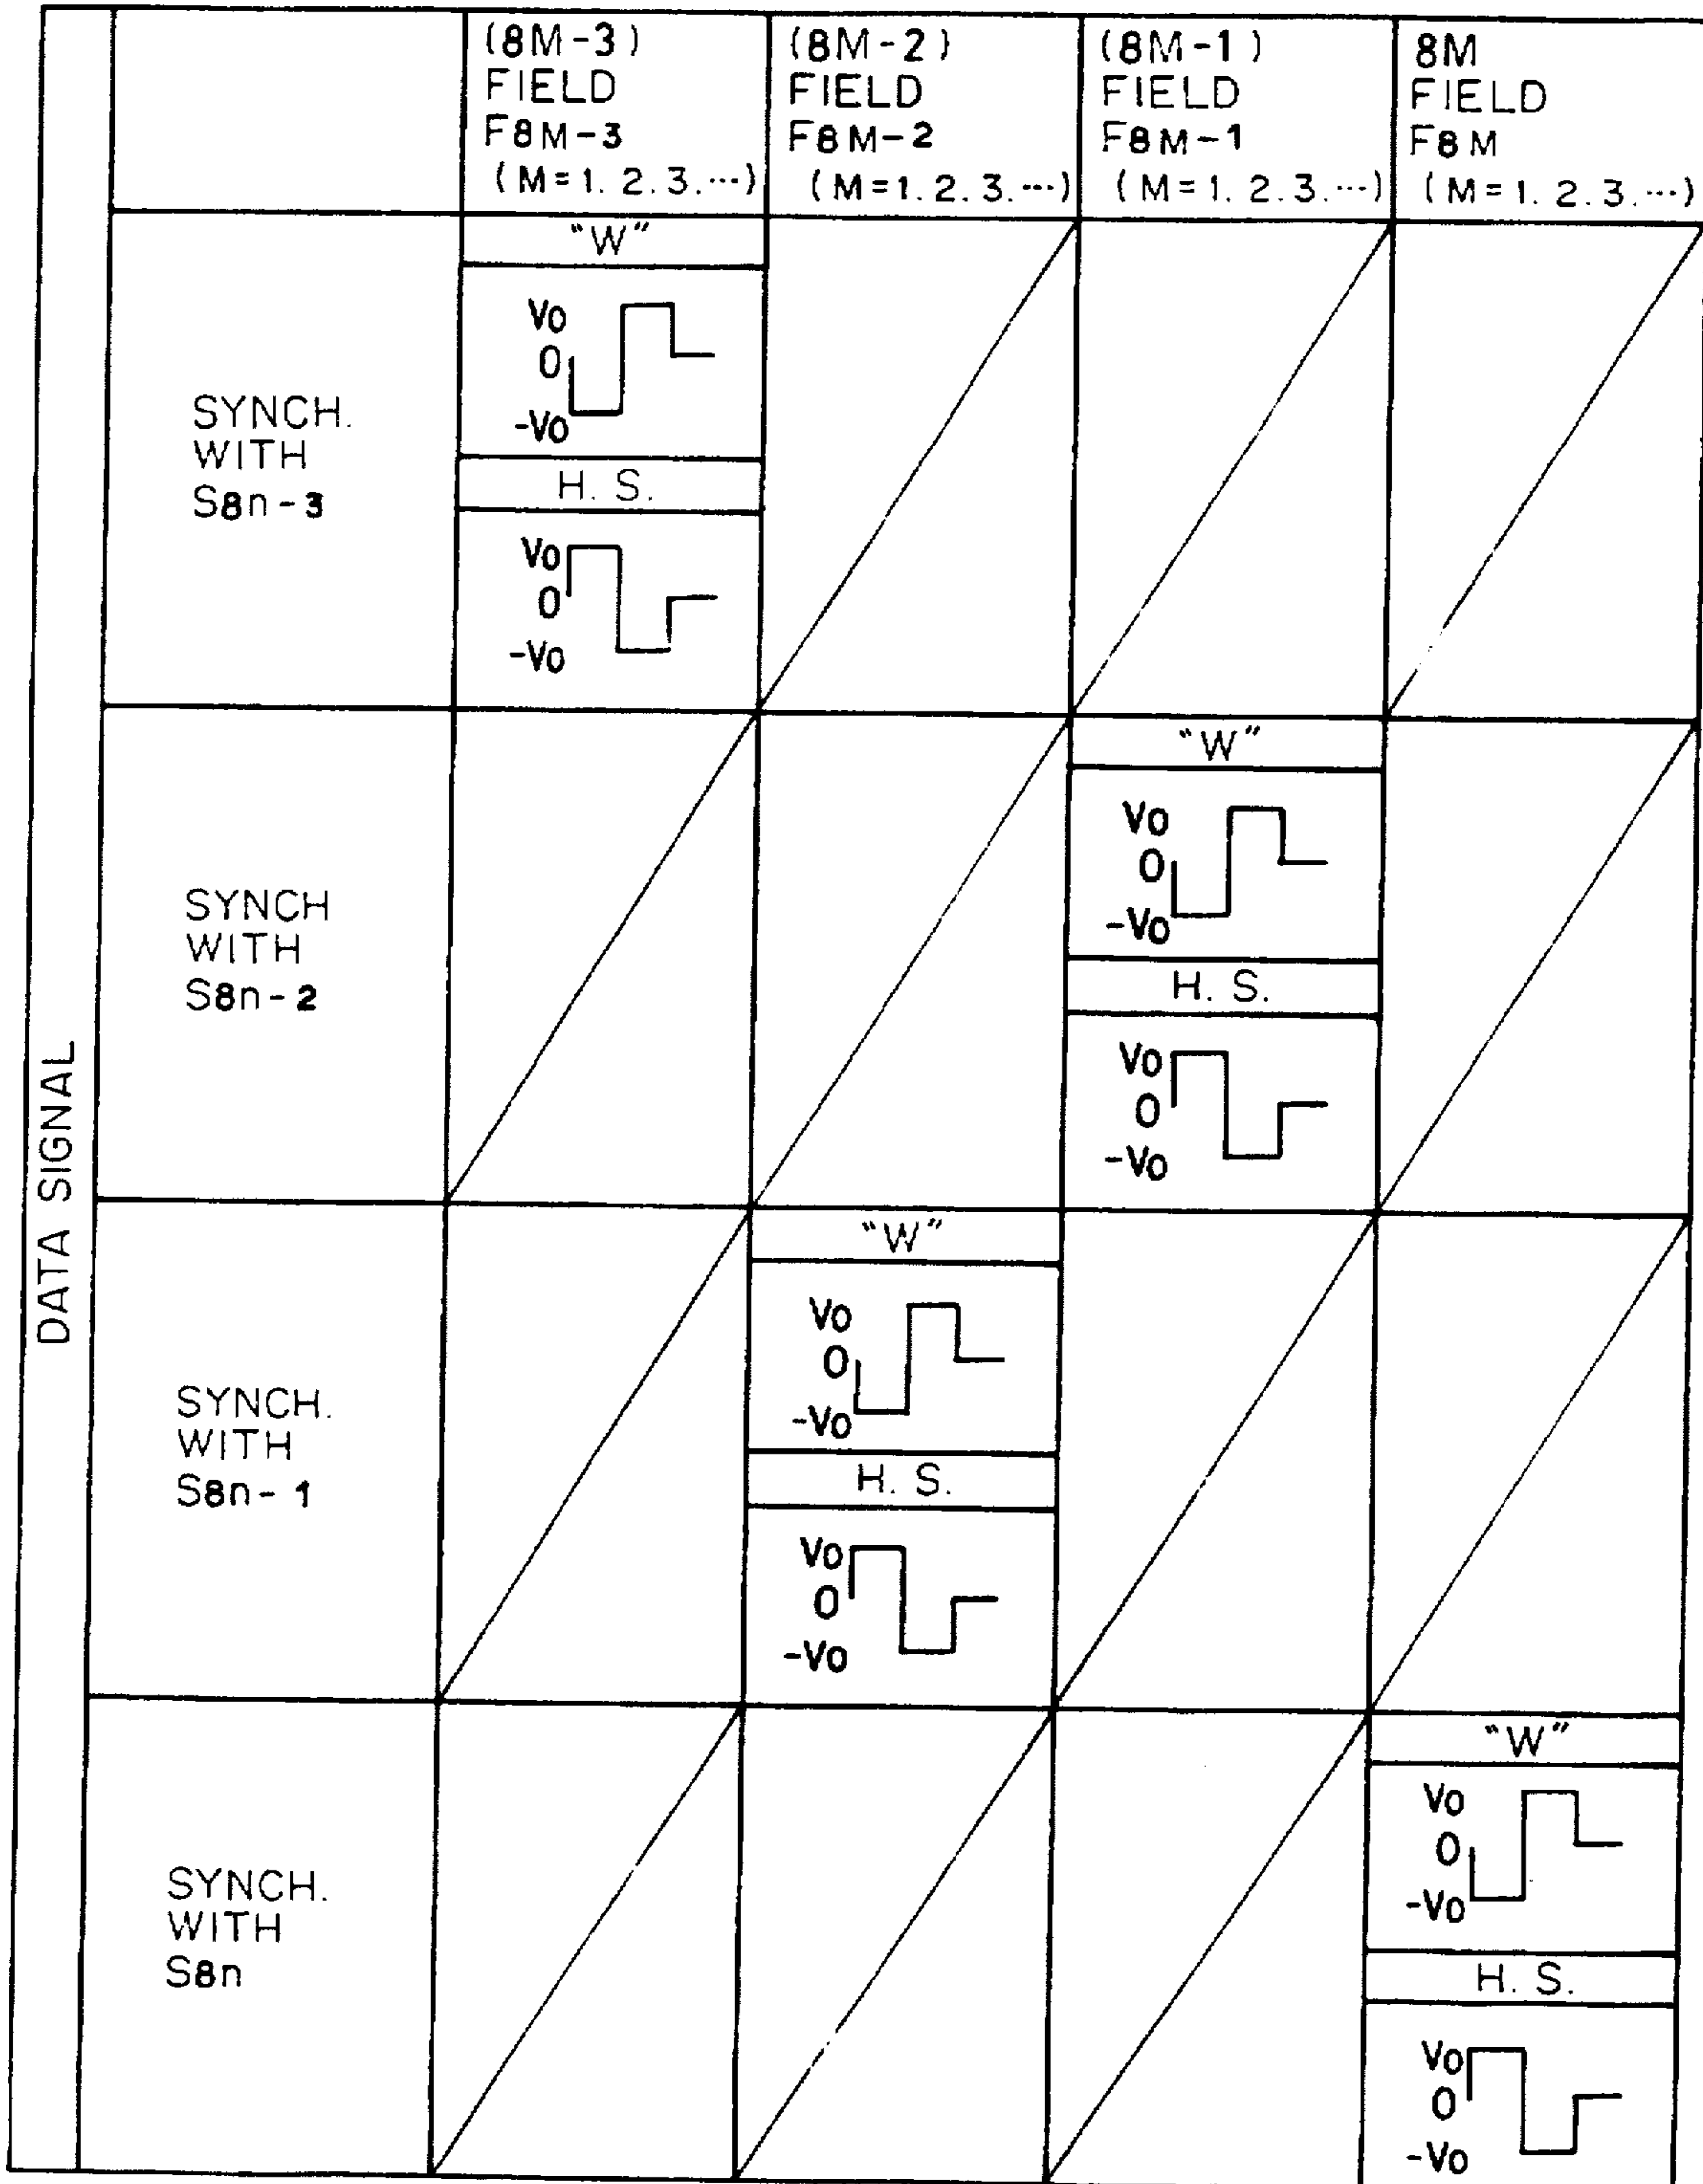 (8M-3)
FIELD
F8M-3
(M=1.2.3.…)
(8M-2)
FIELD
F8M-2
(M=1.2.3.…)
(8M-1)
FIELD
F8M-1
(M=1.2.3.…)
8M
FIELD
F8M
(M=1.2.3.…)
DATA SIGNAL
SYNCH.
WITH
S8n-3
"W"
Vo
0
-Vo
H. S.
Vo
0
-Vo
SYNCH
WITH
S8n-2
"W"
Vo
0
-Vo
H. S.
Vo
0
-Vo
SYNCH.
WITH
S8n-1
"W"
Vo
0
-Vo
H. S.
Vo
0
-Vo
SYNCH.
WITH
S8n
"W"
Vo
0
-Vo
H. S.
Vo
0
-Vo